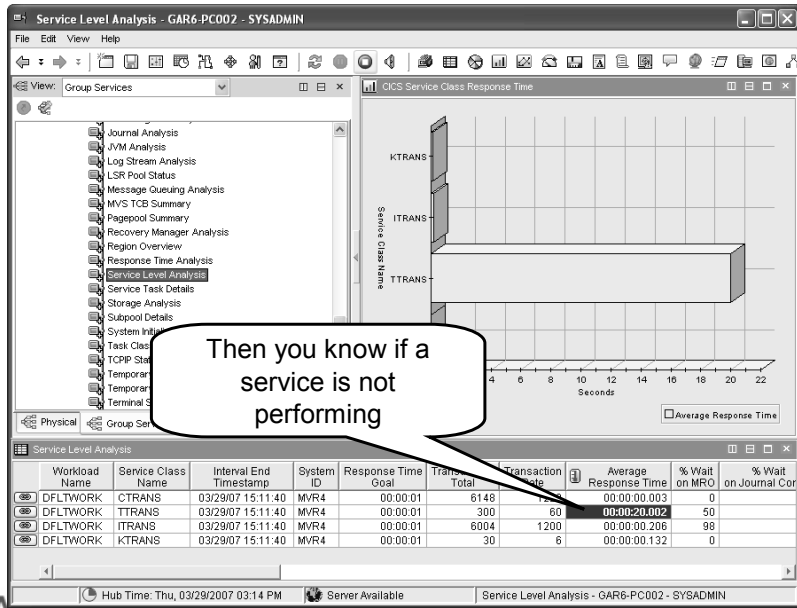 Service Level Analysis - GAR6-PC002 - SYSADMIN
File Edit View Help
View: Group Services
Journal Analysis
JVM Analysis
Log Stream Analysis
LSR Pool Status
Message Queuing Analysis
MVS TCB Summary
Pagepool Summary
Recovery Manager Analysis
Region Overview
Response Time Analysis
Service Level Analysis
Service Task Details
Storage Analysis
Subpool Details
System
Task Clas
TCPIP Stat
Temporary
Temporary
Terminal S
Physical Group Ser
CICS Service Class Response Time
Service Class Name
KTRANS
ITRANS
TTRANS
4 6 8 10 12 14 16 18 20 22
Seconds
Average Response Time
Then you know if a
service is not
performing
Service Level Analysis
Workload Name Service Class Name Interval End Timestamp System ID Response Time Goal Total Average Response Time % Wait on MRO % Wait on Journal Con
DFLTWORK CTRANS 03/29/07 15:11:40 MVR4 00:00:01 6148 00:00:00.003 0
DFLTWORK TTRANS 03/29/07 15:11:40 MVR4 00:00:01 300 60 00:00:20.002 50
DFLTWORK ITRANS 03/29/07 15:11:40 MVR4 00:00:01 6004 1200 00:00:00.206 98
DFLTWORK KTRANS 03/29/07 15:11:40 MVR4 00:00:01 30 6 00:00:00.132 0
Hub Time: Thu, 03/29/2007 03:14 PM Server Available Service Level Analysis - GAR6-PC002 - SYSADMIN